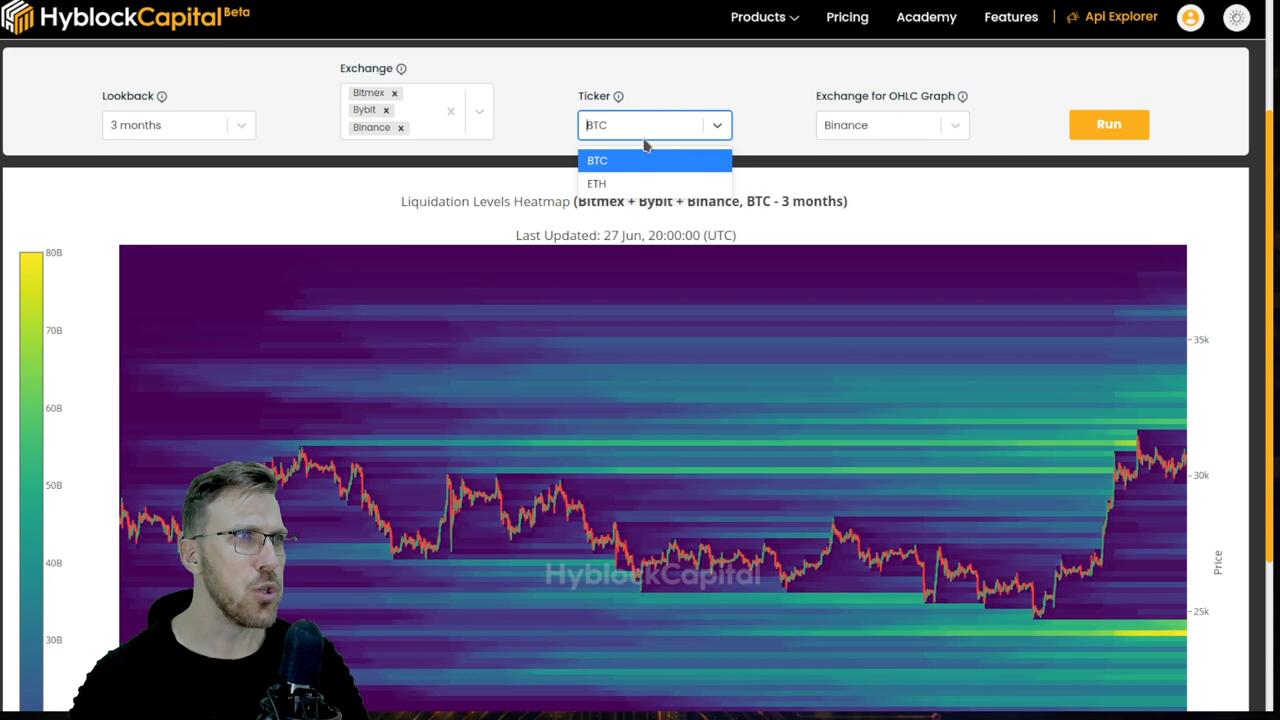 HyblockCapital Beta
Products
Pricing
Academy
Features
Api Explorer
Lookback
3 months
Exchange
Bitmex x
Bybit x
Binance x
Ticker
BTC
BTC
ETH
Exchange for OHLC Graph
Binance
Run
Liquidation Levels Heatmap (Bitmex + Bybit + Binance, BTC - 3 months)
Last Updated: 27 Jun, 20:00:00 (UTC)
80B
70B
60B
50B
40B
30B
35k
30k
25k
Price
HyblockCapital